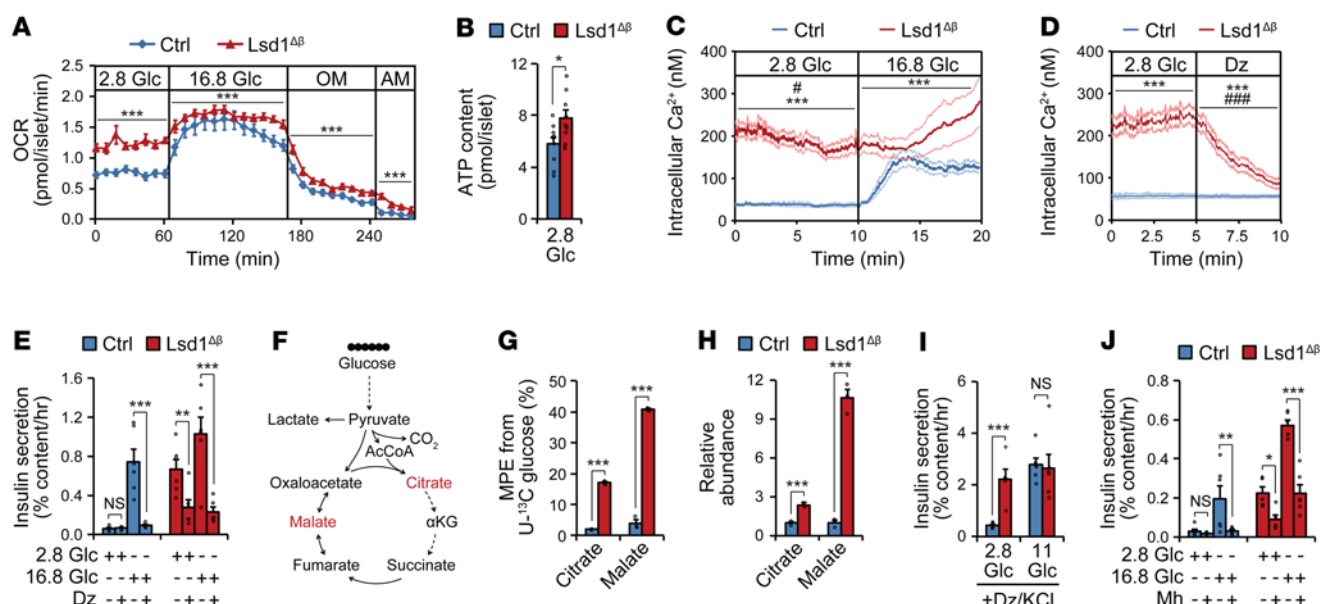 A
Ctrl
Lsd1Δβ
2.8 Glc
16.8 Glc
OM
AM
***
***
***
***
OCR
(pmol/islet/min)
2.5
2.0
1.5
1.0
0.5
0.0
0 60 120 180 240
Time (min)
B
Ctrl
Lsd1Δβ
*
ATP content
(pmol/islet)
12
8
4
0
2.8
Glc
C
Ctrl
Lsd1Δβ
2.8 Glc
16.8 Glc
#
***
***
Intracellular Ca2+ (nM)
400
300
200
100
0
0 5 10 15 20
Time (min)
D
Ctrl
Lsd1Δβ
2.8 Glc
Dz
***
***
###
Intracellular Ca2+ (nM)
400
300
200
100
0
0 2.5 5 7.5 10
Time (min)
E
Ctrl
Lsd1Δβ
NS
***
**
***
Insulin secretion
(% content/hr)
1.6
1.2
0.8
0.4
0.0
2.8 Glc ++-- ++--
16.8 Glc --++ --++
Dz -+-+ -+-+
F
Glucose
Lactate
Pyruvate
CO2
AcCoA
Oxaloacetate
Citrate
Malate
αKG
Fumarate
Succinate
G
***
***
MPE from
U-13C glucose (%)
50
40
30
20
10
0
Citrate
Malate
H
Ctrl
Lsd1Δβ
***
***
Relative
abundance
12
9
6
3
0
Citrate
Malate
I
***
NS
Insulin secretion
(% content/hr)
6
4
2
0
2.8
Glc
11
Glc
+Dz/KCL
J
Ctrl
Lsd1Δβ
NS
**
*
***
Insulin secretion
(% content/hr)
0.8
0.6
0.4
0.2
0.0
2.8 Glc ++-- ++--
16.8 Glc --++ --++
Mh -+-+ -+-+